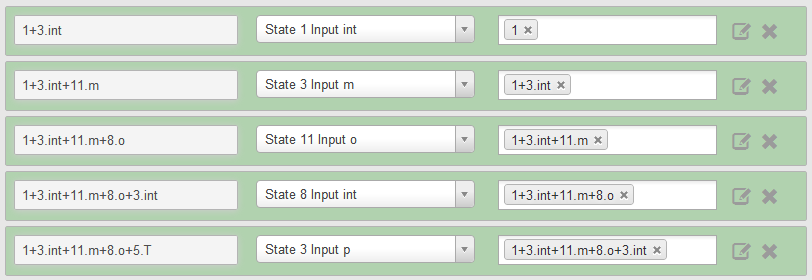 1+3.int State 1 Input int 1
1+3.int+11.m State 3 Input m 1+3.int
1+3.int+11.m+8.o State 11 Input o 1+3.int+11.m
1+3.int+11.m+8.o+3.int State 8 Input int 1+3.int+11.m+8.o
1+3.int+11.m+8.o+5.T State 3 Input p 1+3.int+11.m+8.o+3.int